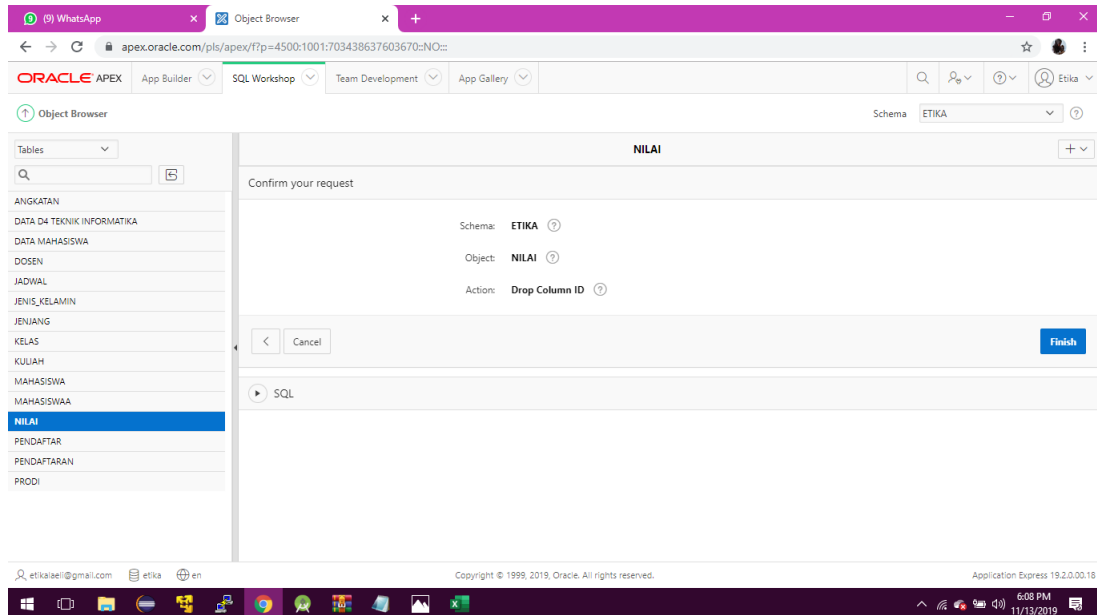 9 (9) WhatsApp
Object Browser
apex.oracle.com/pls/apex/f?p=4500:1001:703438637603670::NO:::
ORACLE APEX App Builder SQL Workshop Team Development App Gallery Etika
Object Browser
Schema ETIKA
Tables
NILAI
Confirm your request
ANGKATAN
DATA D4 TEKNIK INFORMATIKA
DATA MAHASISWA
DOSEN
JADWAL
JENIS_KELAMIN
JENJANG
KELAS
KULIAH
MAHASISWA
MAHASISWAA
NILAI
PENDAFTAR
PENDAFTARAN
PRODI
Schema: ETIKA
Object: NILAI
Action: Drop Column ID
Cancel
Finish
SQL
etikalaeli@gmail.com etika en
Copyright © 1999, 2019, Oracle. All rights reserved.
Application Express 19.2.0.00.18
6:08 PM
11/13/2019